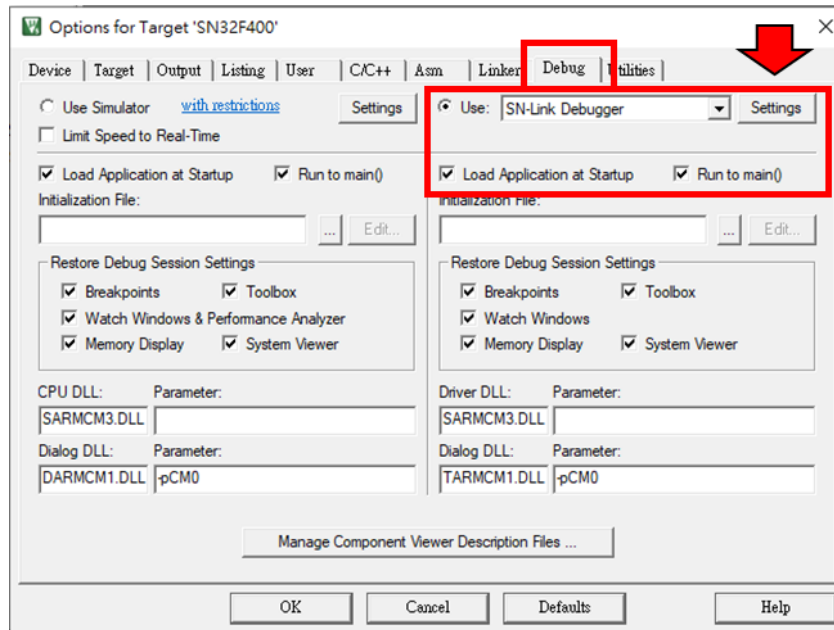 Options for Target 'SN32F400'
Device | Target | Output | Listing | User | C/C++ | Asm | Linker Debug | Utilities |
Use Simulator with restrictions Settings
Limit Speed to Real-Time
Use: SN-Link Debugger Settings
Load Application at Startup Run to main()
Initialization File:
... Edit...
Restore Debug Session Settings
Breakpoints Toolbox
Watch Windows & Performance Analyzer
Memory Display System Viewer
CPU DLL: Parameter:
SARMCM3.DLL
Dialog DLL: Parameter:
DARMCM1.DLL -pCM0
Load Application at Startup Run to main()
Initialization File:
... Edit...
Restore Debug Session Settings
Breakpoints Toolbox
Watch Windows
Memory Display System Viewer
Driver DLL: Parameter:
SARMCM3.DLL
Dialog DLL: Parameter:
TARMCM1.DLL -pCM0
Manage Component Viewer Description Files ...
OK Cancel Defaults Help